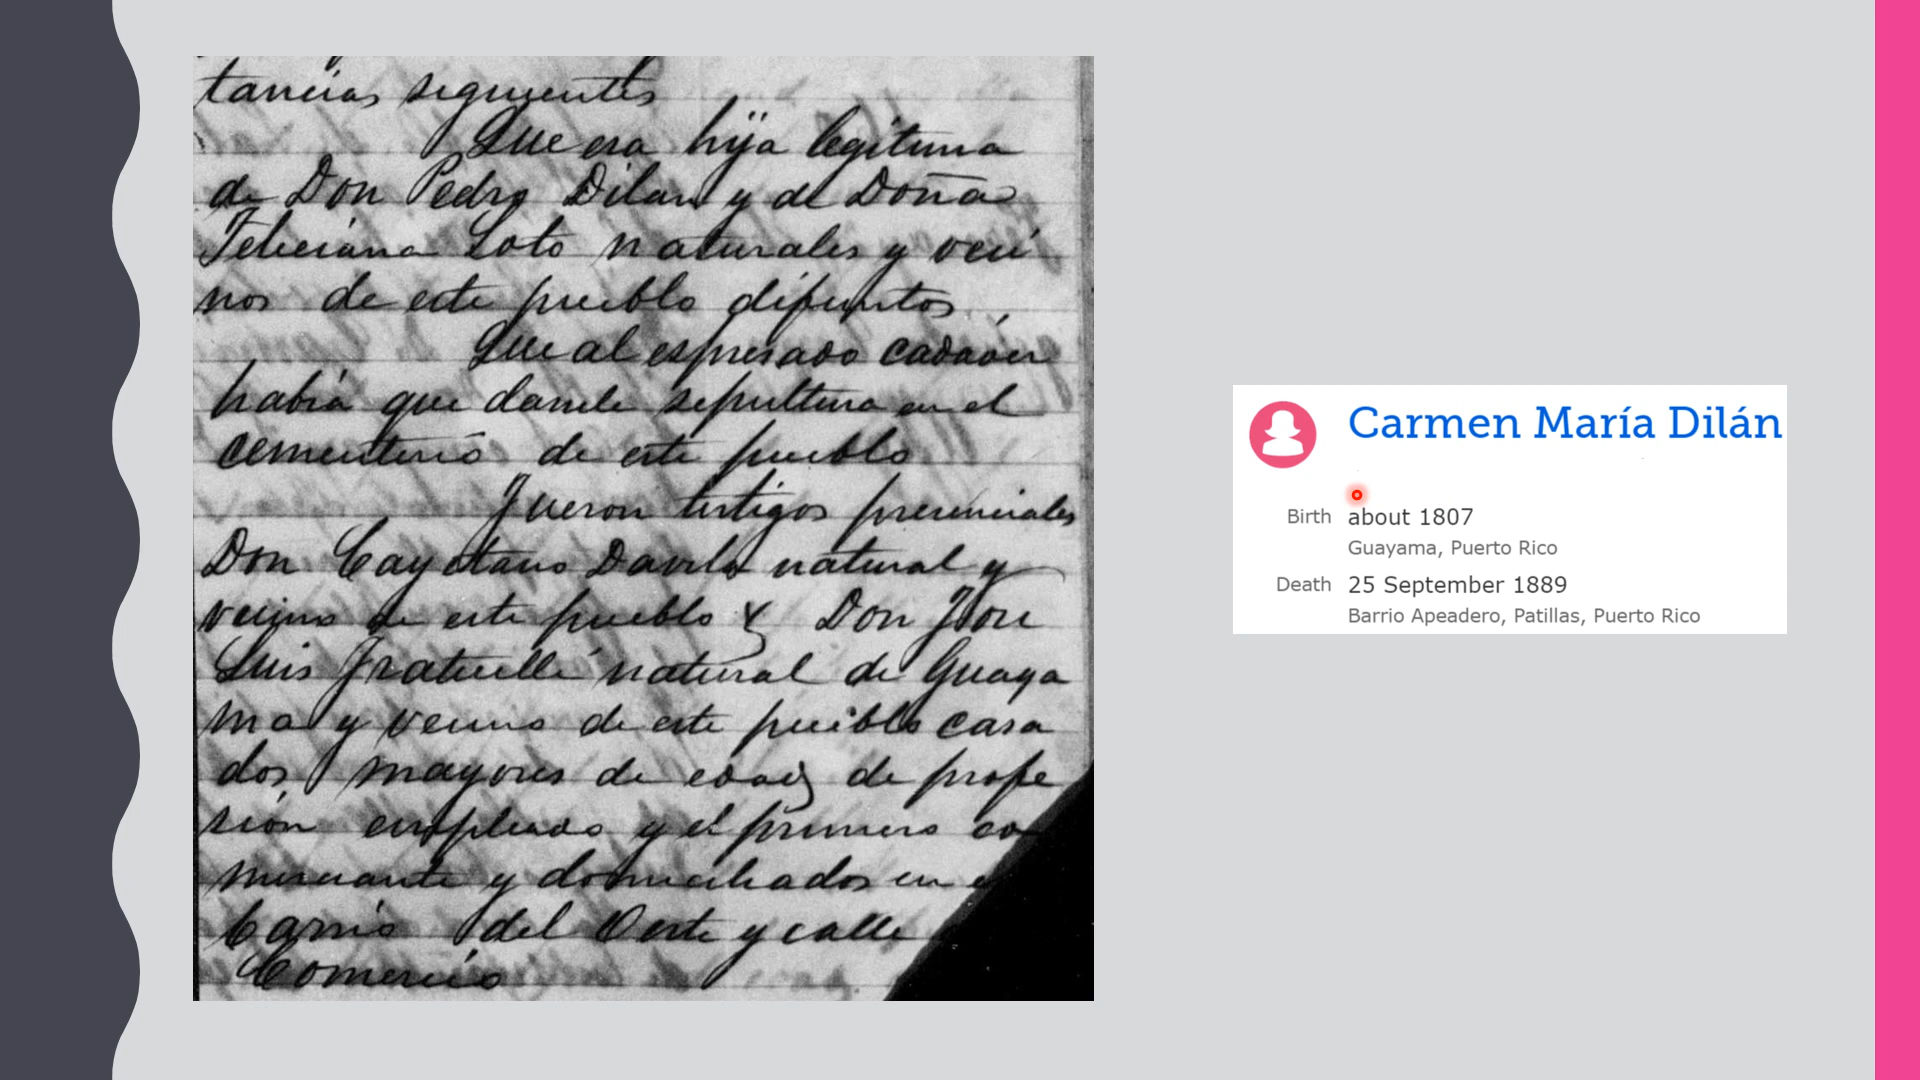 tancias siguientes
Que era hija legitima
de Don Pedro Dilan y de Doña
Feliciana Soto naturales y veci
nos de este pueblo difuntos
Que al espresado cadáver
habia que darsele sepultura en el
cementerio de este pueblo
Fueron testigos presenciales
Don Cayetano Davila natural y
vecino de este pueblo y Don José
Luis natural de Guaya
ma y vecino de este pueblo casa
dos, mayores de edad de profe
sión empleado y el primero co
merciante y domiciliados en
barrio del Oeste y calle
Comercio
Carmen María Dilán
Birth about 1807
Guayama, Puerto Rico
Death 25 September 1889
Barrio Apeadero, Patillas, Puerto Rico